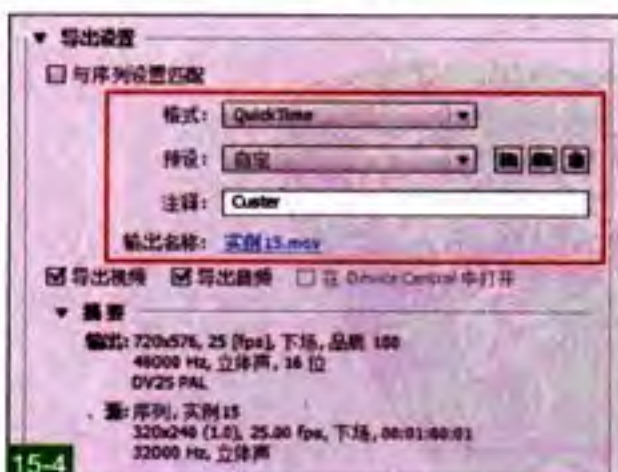 导出设置
与序列设置匹配
格式: QuickTime
预设: 自定
注释: Custer
输出名称: 实例15.mov
导出视频 导出音频 在 Device Central 中打开
摘要
输出: 720x576, 25 [fps], 下场, 品质 100
48000 Hz, 立体声, 16 位
DV25 PAL
源: 序列, 实例15
320x240 (1.0), 25.00 fps, 下场, 00:01:60:01
32000 Hz, 立体声
15-4